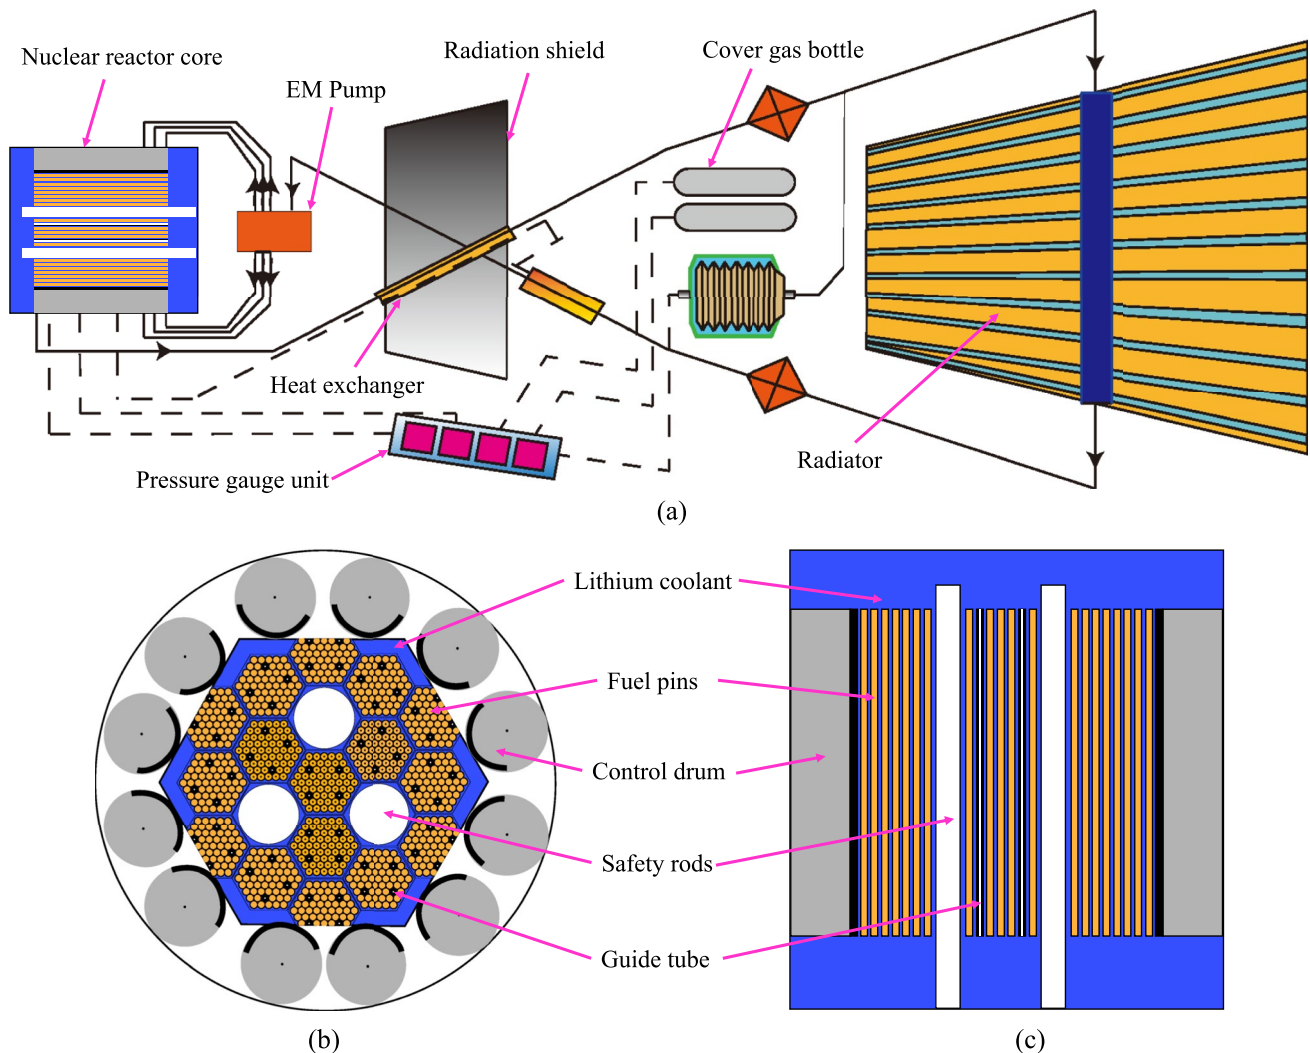 Nuclear reactor core
EM Pump
Radiation shield
Cover gas bottle
Heat exchanger
Pressure gauge unit
Radiator
(a)
Lithium coolant
Fuel pins
Control drum
Safety rods
Guide tube
(b)
(c)